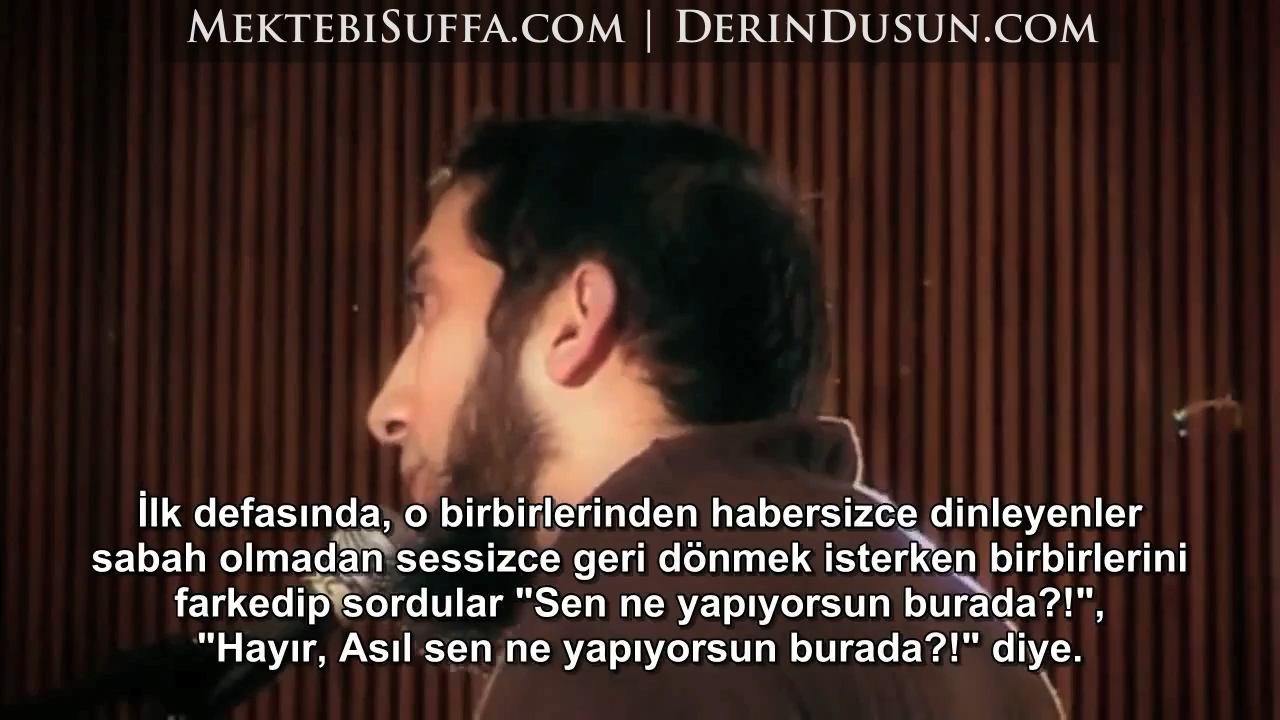 MEKTEBISUFFA.COM | DERINDUSUN.COM
İlk defasında, o birbirlerinden habersizce dinleyenler
sabah olmadan sessizce geri dönmek isterken birbirlerini
farkedip sordular "Sen ne yapıyorsun burada?!",
"Hayır, Asıl sen ne yapıyorsun burada?!" diye.